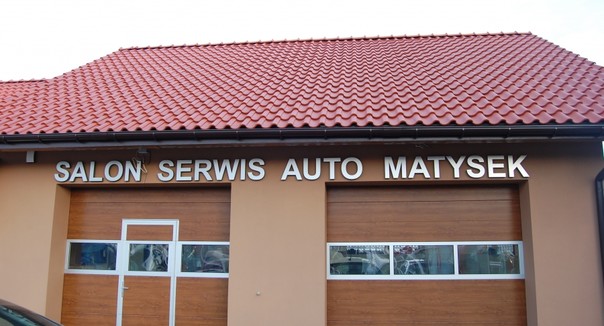 SALON SERWIS AUTO MATYSEK